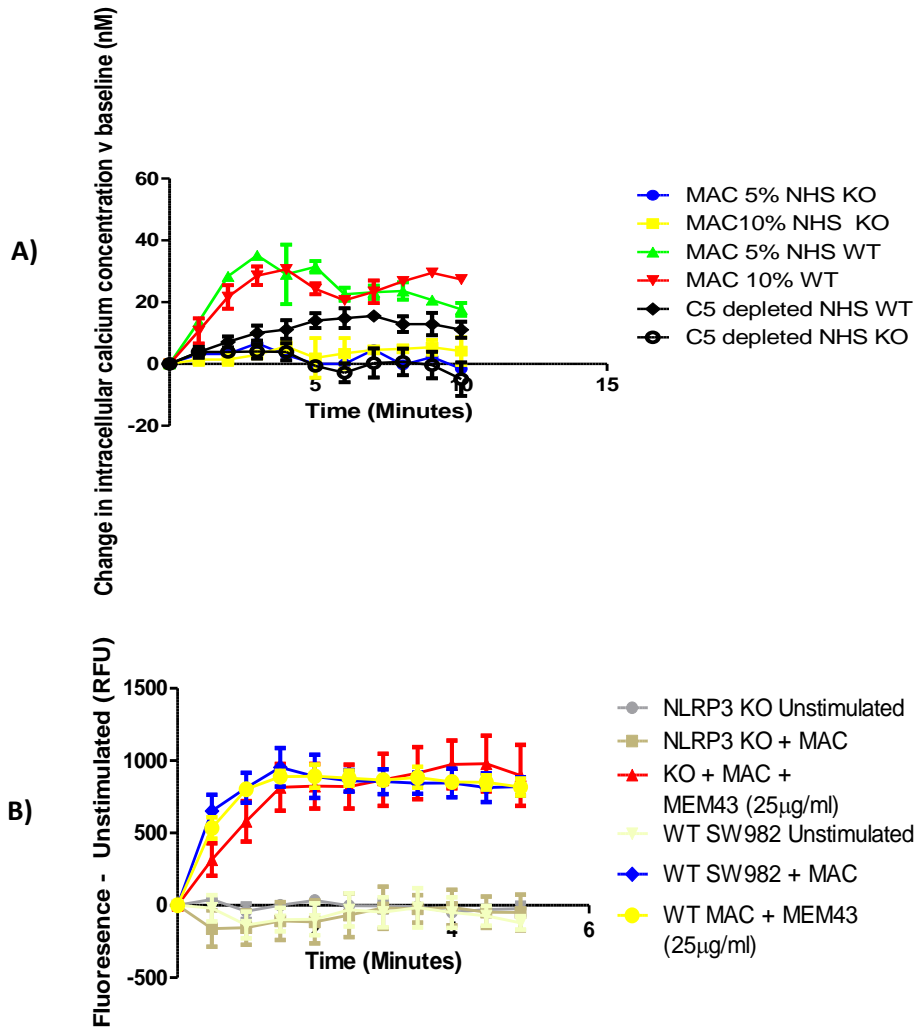 A)
Change in intracellular calcium concentration v baseline (nM)
60
40
20
0
-20
5
10
15
Time (Minutes)
MAC 5% NHS KO
MAC10% NHS  KO
MAC 5% NHS WT
MAC 10% WT
C5 depleted NHS WT
C5 depleted NHS KO
B)
Fluoresence -  Unstimulated (RFU)
1500
1000
500
0
-500
4
6
Time (Minutes)
NLRP3 KO Unstimulated
NLRP3 KO + MAC
KO + MAC +
MEM43 (25µg/ml)
WT SW982 Unstimulated
WT SW982 + MAC
WT MAC + MEM43
(25µg/ml)